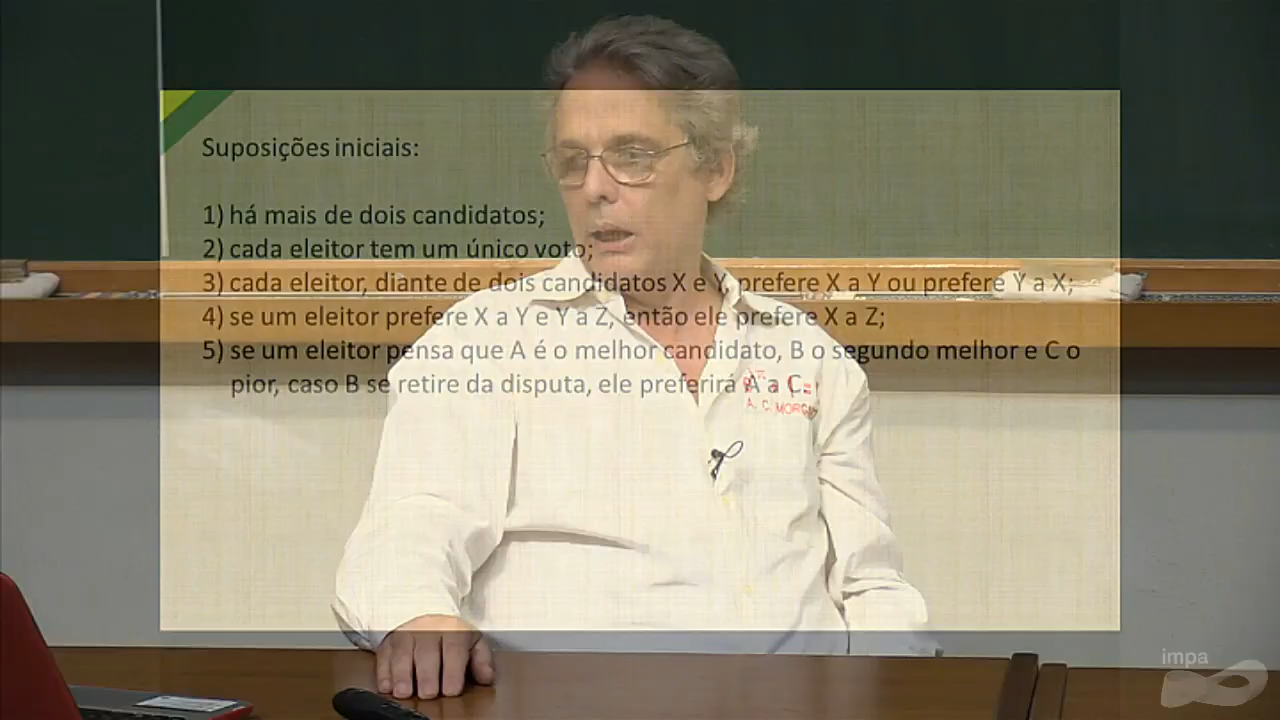 Suposições iniciais:
1) há mais de dois candidatos;
2) cada eleitor tem um único voto;
3) cada eleitor, diante de dois candidatos X e Y, prefere X a Y ou prefere Y a X;
4) se um eleitor prefere X a Y e Y a Z, então ele prefere X a Z;
5) se um eleitor pensa que A é o melhor candidato, B o segundo melhor e C o
pior, caso B se retire da disputa, ele preferirá A a C.
A. C. MORGADO
impa